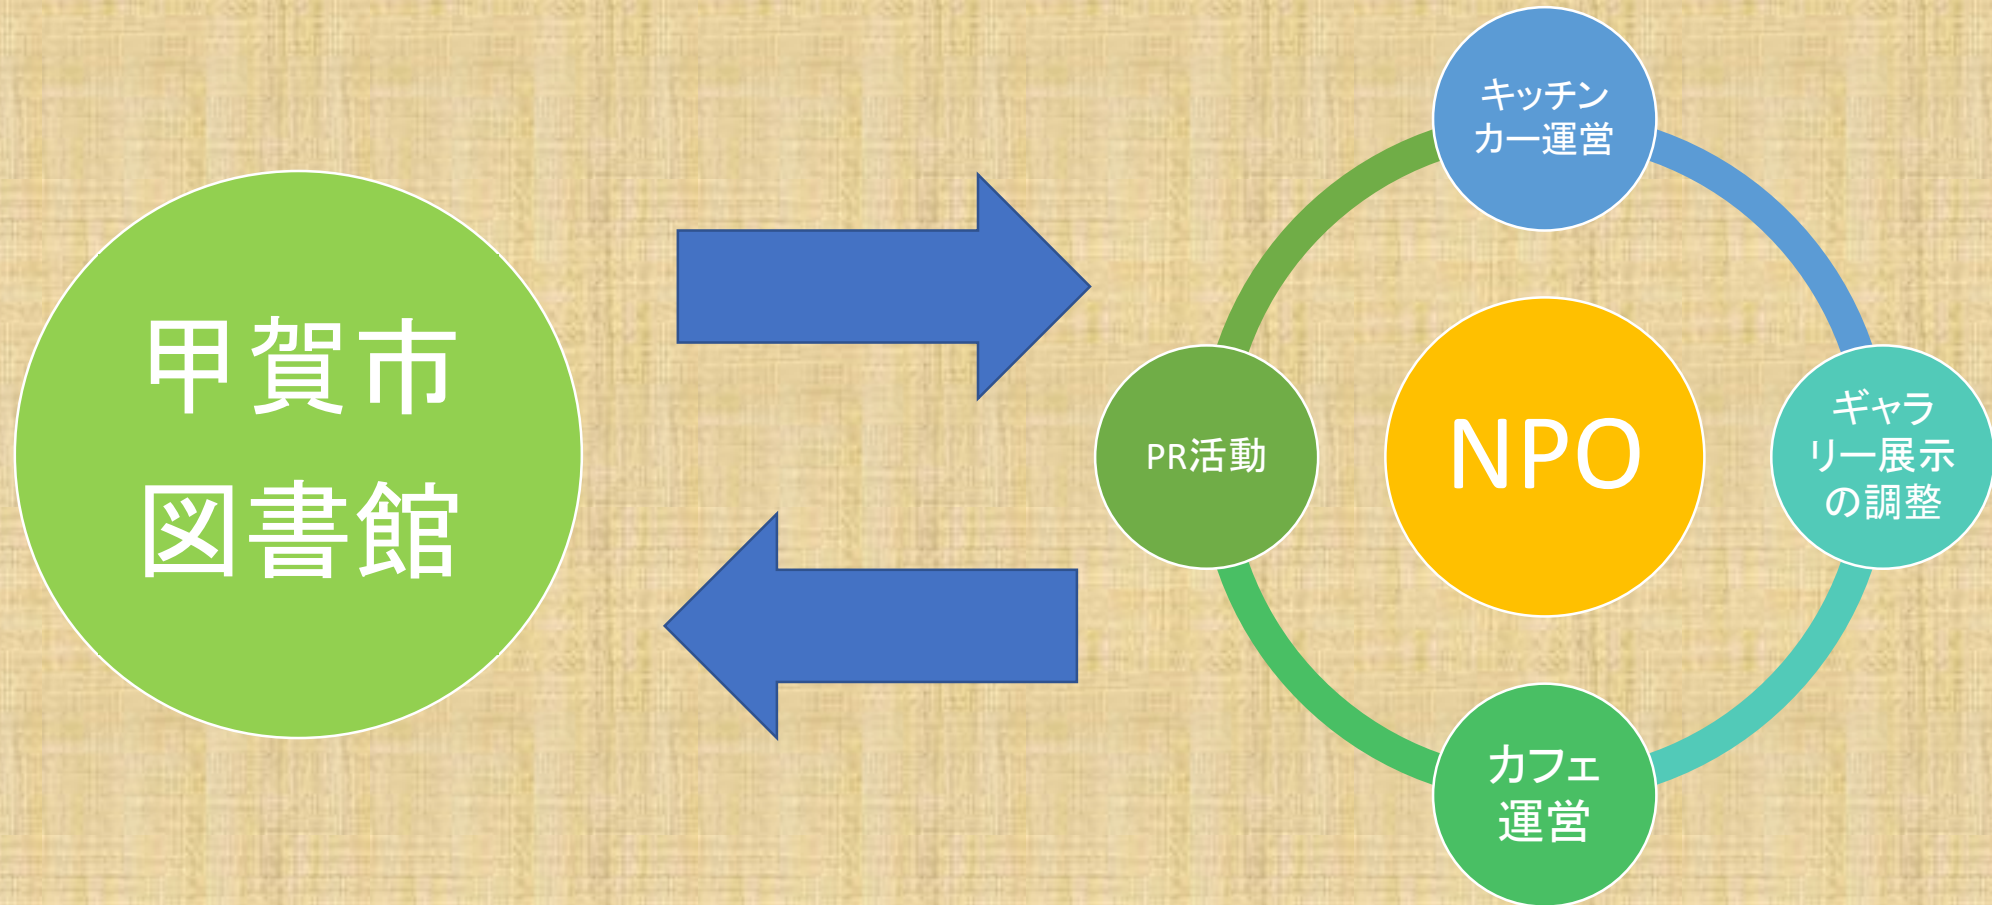 甲賀市
図書館
キッチン
カー運営
PR活動
NPO
ギャラ
リー展示
の調整
カフェ
運営